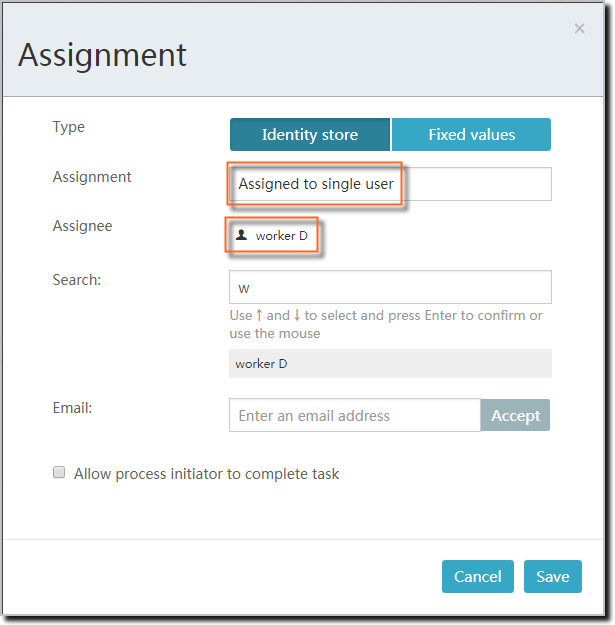 ×
Assignment
Type
Identity store
Fixed values
Assignment
Assigned to single user
Assignee
worker D
Search:
w
Use ↑ and ↓ to select and press Enter to confirm or
use the mouse
worker D
Email:
Enter an email address
Accept
Allow process initiator to complete task
Cancel
Save